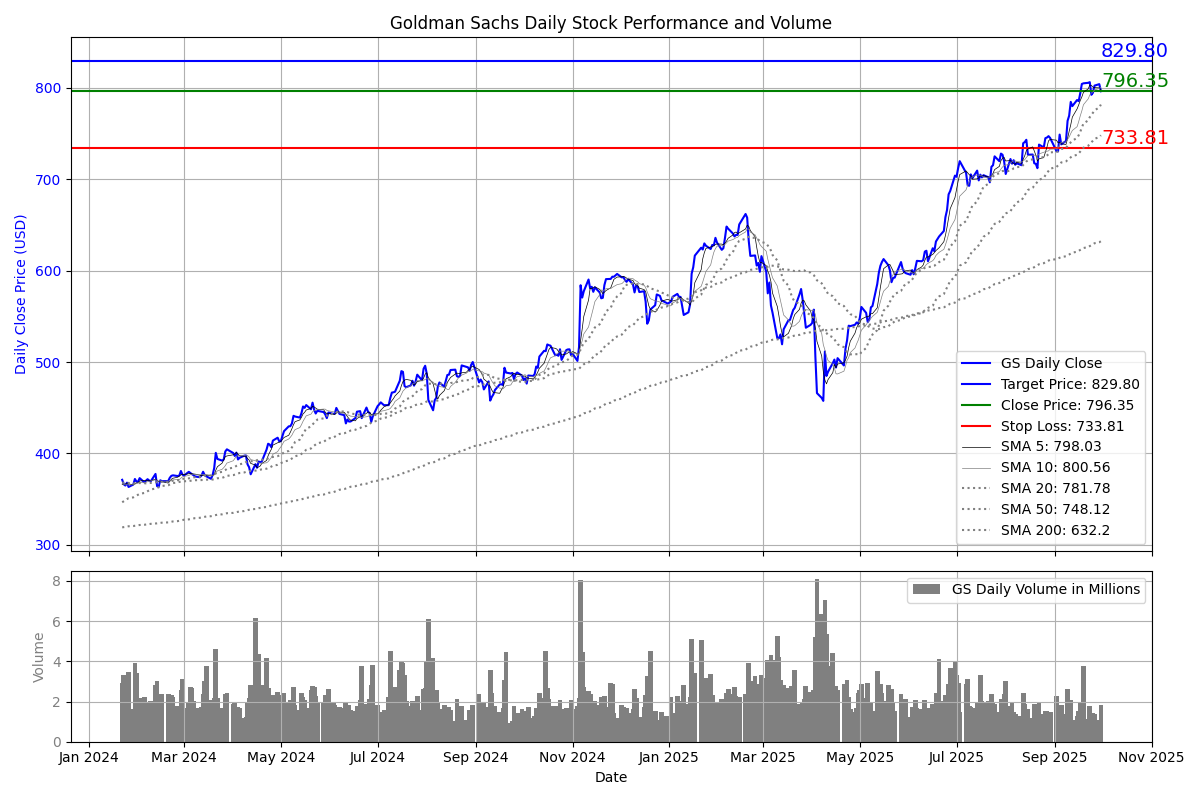 Goldman Sachs Daily Stock Performance and Volume
829.80
796.35
733.81
800
700
600
500
400
300
Daily Close Price (USD)
GS Daily Close
Target Price: 829.80
Close Price: 796.35
Stop Loss: 733.81
SMA 5: 798.03
SMA 10: 800.56
SMA 20: 781.78
SMA 50: 748.12
SMA 200: 632.2
8
6
4
2
0
Volume
GS Daily Volume in Millions
Jan 2024 Mar 2024 May 2024 Jul 2024 Sep 2024 Nov 2024 Jan 2025 Mar 2025 May 2025 Jul 2025 Sep 2025 Nov 2025
Date